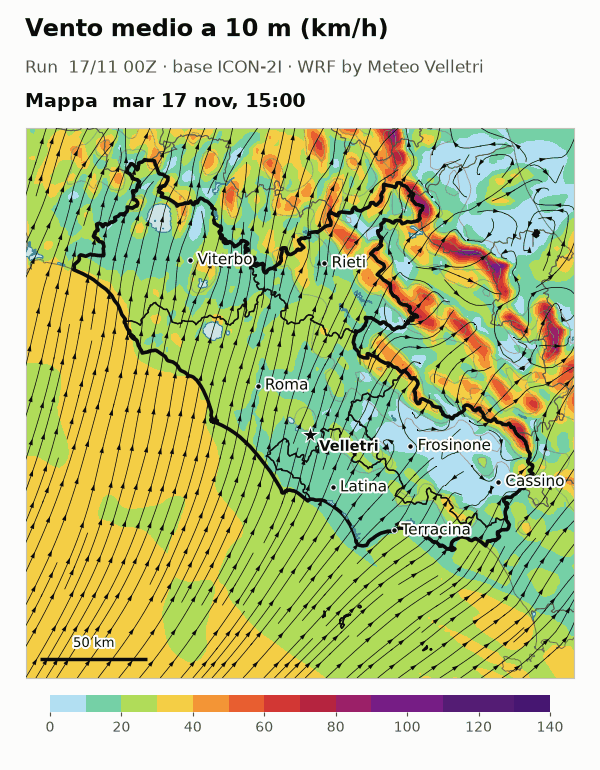 Vento medio a 10 m (km/h)
Run 17/11 00Z · base ICON-2I · WRF by Meteo Velletri
Mappa mar 17 nov, 15:00
Viterbo
Rieti
Roma
Velletri
Frosinone
Latina
Cassino
Terracina
50 km
0 20 40 60 80 100 120 140